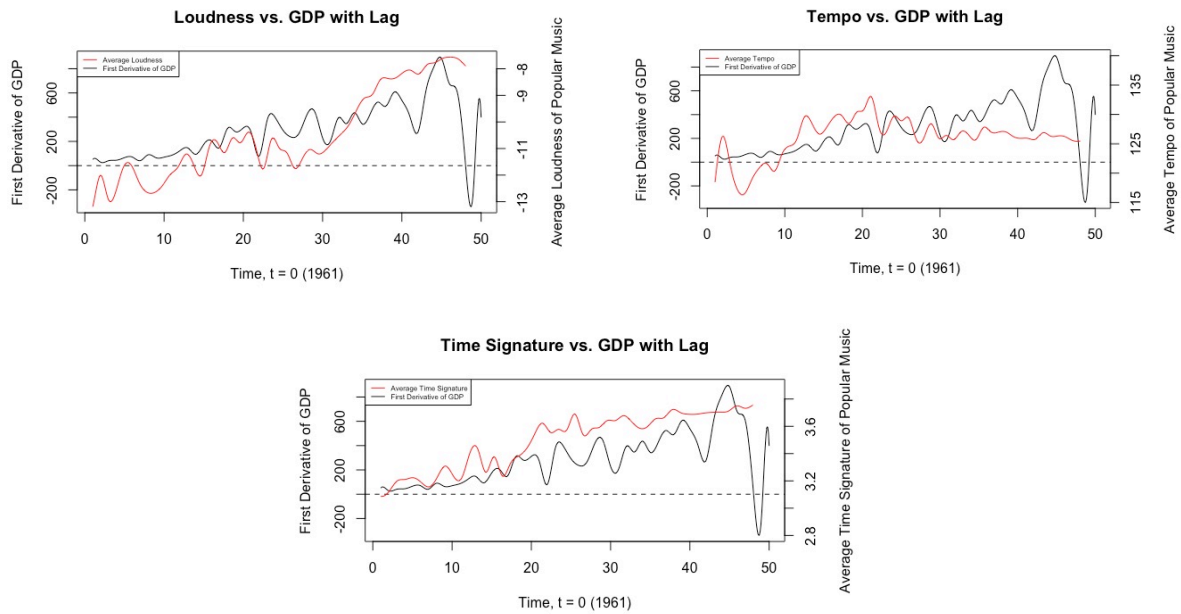 Loudness vs. GDP with Lag
First Derivative of GDP
600
200
-200
Average Loudness
First Derivative of GDP
-8
-9
-11
-13
Average Loudness of Popular Music
0 10 20 30 40 50
Time, t = 0 (1961)
Tempo vs. GDP with Lag
First Derivative of GDP
600
200
-200
Average Tempo
First Derivative of GDP
135
125
115
Average Tempo of Popular Music
0 10 20 30 40 50
Time, t = 0 (1961)
Time Signature vs. GDP with Lag
First Derivative of GDP
600
200
-200
Average Time Signature
First Derivative of GDP
3.6
3.2
2.8
Average Time Signature of Popular Music
0 10 20 30 40 50
Time, t = 0 (1961)